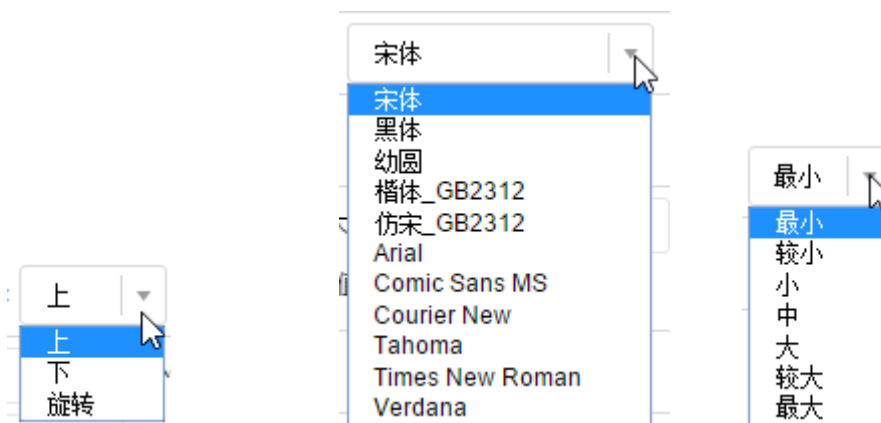 上
上
下
旋转
宋体
宋体
黑体
幼圆
楷体_GB2312
仿宋_GB2312
Arial
Comic Sans MS
Courier New
Tahoma
Times New Roman
Verdana
最小
最小
较小
小
中
大
较大
最大